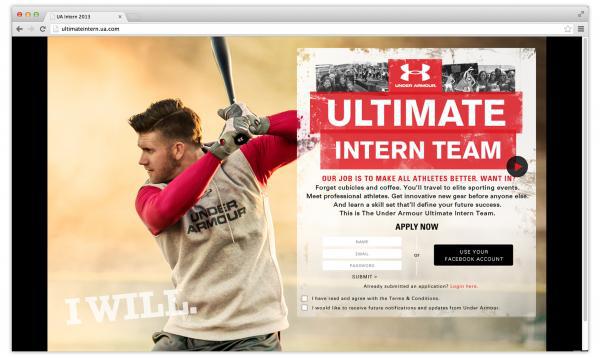 UA Intern 2013
ultimateintern.ua.com
UNDER ARMOUR.
ULTIMATE
INTERN TEAM
OUR JOB IS TO MAKE ALL ATHLETES BETTER. WANT IN?
Forget cubicles and coffee. You'll travel to elite sporting events.
Meet professional athletes. Get innovative new gear before anyone else.
And learn a skill set that'll define your future success.
This is The Under Armour Ultimate Intern Team.
APPLY NOW
NAME
EMAIL
PASSWORD
SUBMIT >
or
USE YOUR
FACEBOOK ACCOUNT
Already submitted an application? Login here.
I have read and agree with the Terms & Conditions.
I would like to receive future notifications and updates from Under Armour.
UNDER
ARMOUR
I WILL.